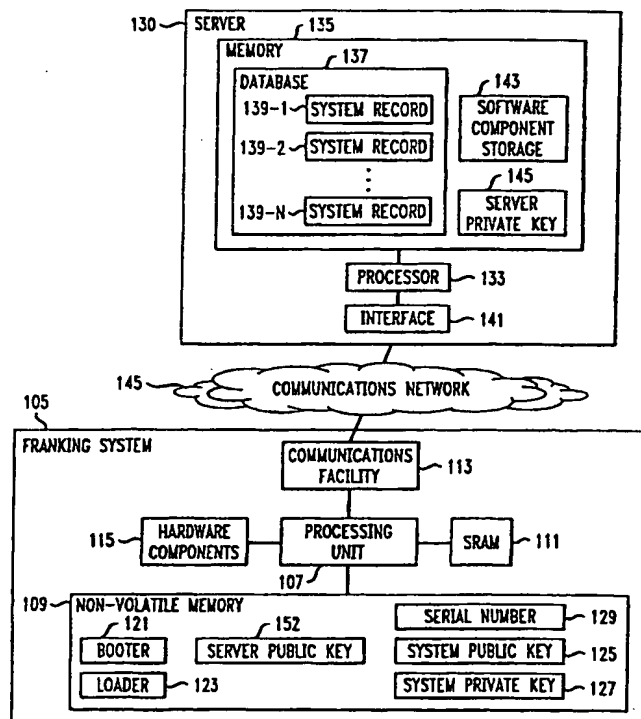 130 SERVER
135
MEMORY
137
DATABASE
139-1 SYSTEM RECORD
139-2 SYSTEM RECORD
139-N SYSTEM RECORD
143
SOFTWARE
COMPONENT
STORAGE
145
SERVER
PRIVATE KEY
PROCESSOR 133
INTERFACE 141
145 COMMUNICATIONS NETWORK
105
FRANKING SYSTEM
COMMUNICATIONS
FACILITY
113
115 HARDWARE
COMPONENTS
PROCESSING
UNIT
107
SRAM 111
109 NON-VOLATILE MEMORY
121
BOOTER
LOADER 123
152
SERVER PUBLIC KEY
SERIAL NUMBER 129
SYSTEM PUBLIC KEY 125
SYSTEM PRIVATE KEY 127